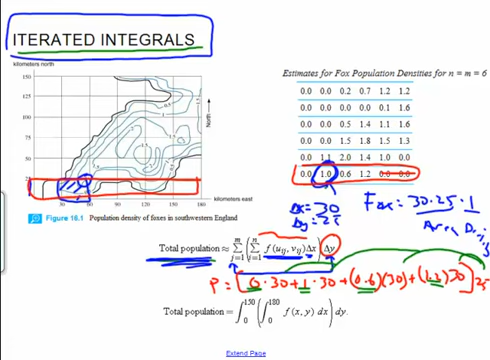 ITERATED INTEGRALS
kilometers north
150
125
100
75
50
25
North
30 60 90 120 150
kilometers east
Figure 16.1 Population density of foxes in southwestern England
Estimates for Fox Population Densities for n = m = 6
0.0 0.0 0.2 0.7 1.2 1.2
0.0 0.0 0.0 0.0 0.1 1.6
0.0 0.0 0.5 1.4 1.1 1.6
0.0 0.0 1.5 1.8 1.5 1.3
0.0 1.1 2.0 1.4 1.0 0.0
0.0 1.0 0.6 1.2 0.0 0.0
Δx = 30
Δy = 25
Fox = 30·25·1
Area
Total population ≈ ∑ j=1 m ( ∑ i=1 n f(uij, vij)Δx ) Δy
P = [0·30 + 1·30 + (0.6)(30) + (1.2)30]25
Total population = ∫ 0 150 ( ∫ 0 180 f(x, y) dx ) dy.
Extend Page